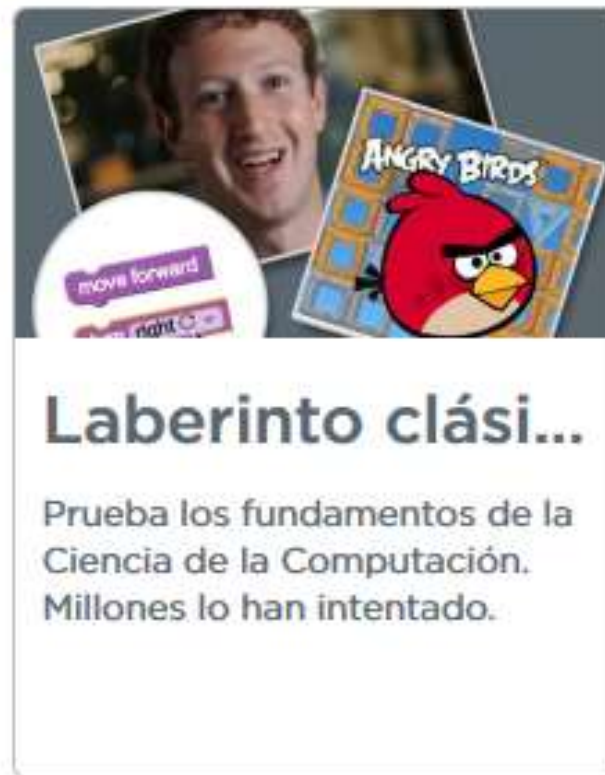 ANGRY BIRDS
move forward
right
Laberinto clási...
Prueba los fundamentos de la
Ciencia de la Computación.
Millones lo han intentado.